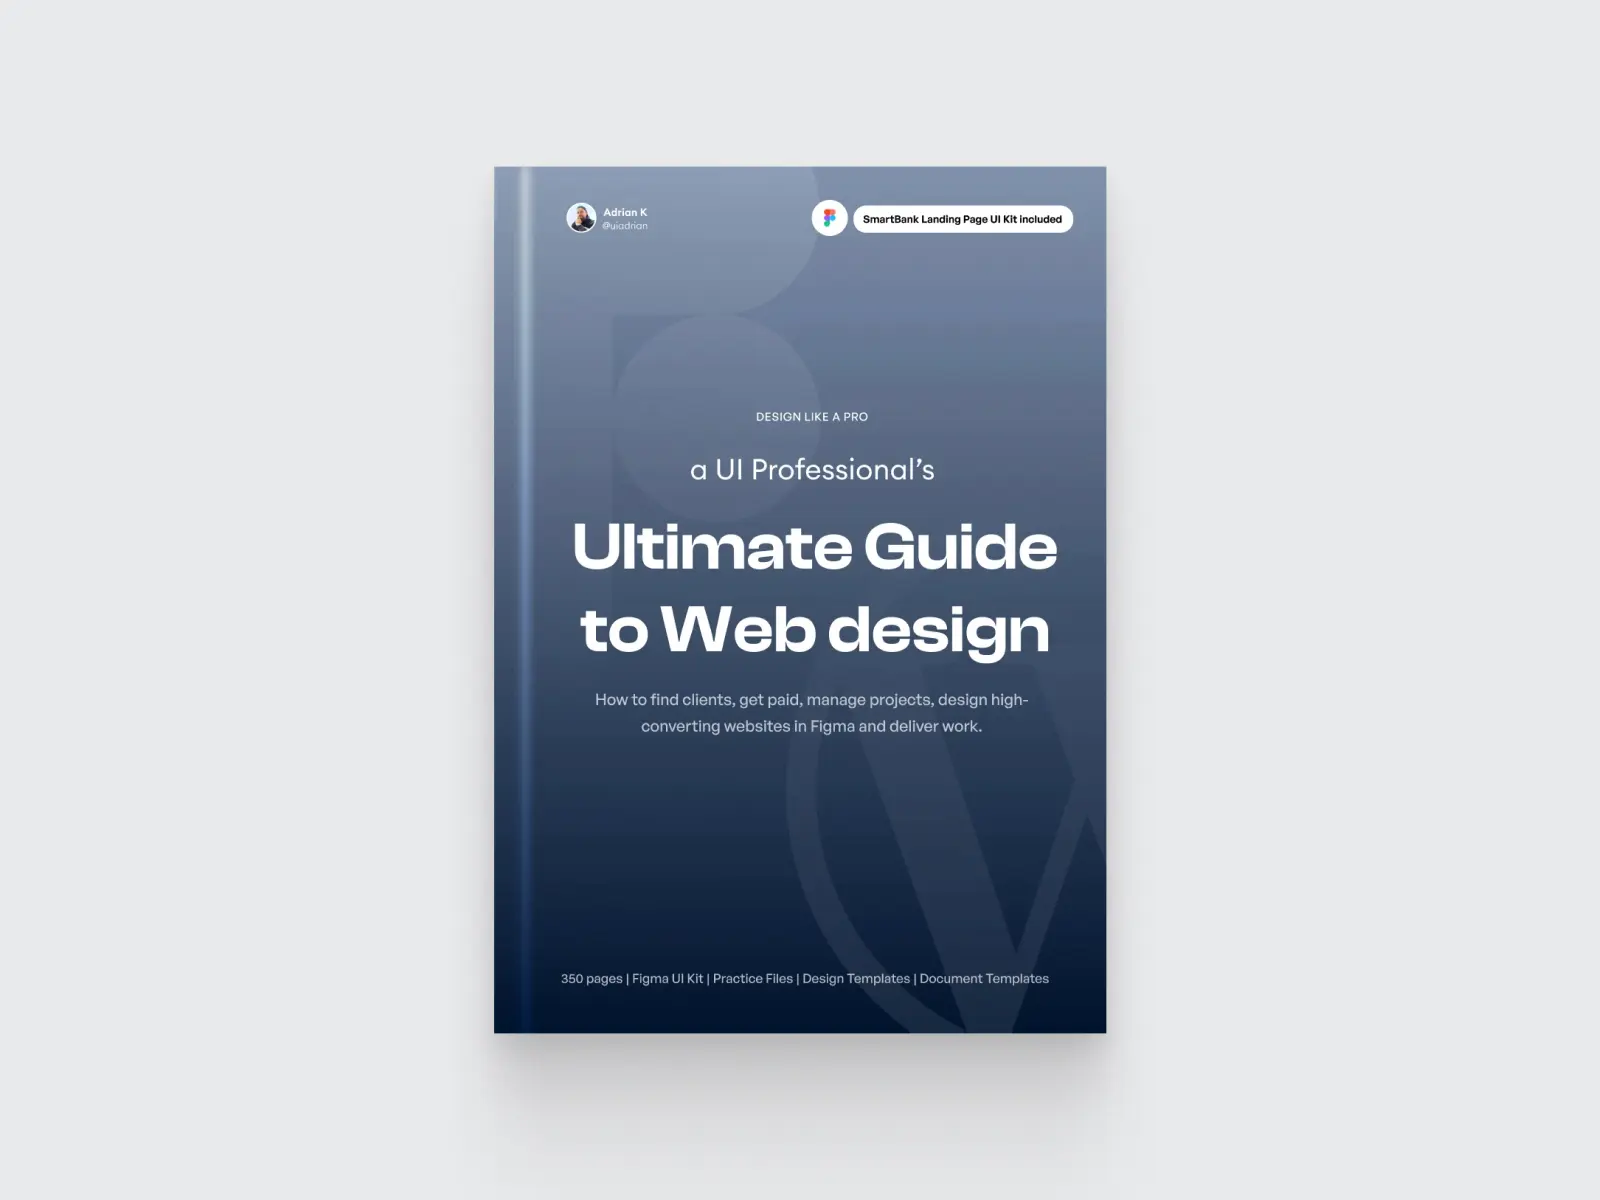 Adrian K
@uiadrian
SmartBank Landing Page UI Kit included
DESIGN LIKE A PRO
a UI Professional’s
Ultimate Guide
to Web design
How to find clients, get paid, manage projects, design high-
converting websites in Figma and deliver work.
350 pages | Figma UI Kit | Practice Files | Design Templates | Document Templates